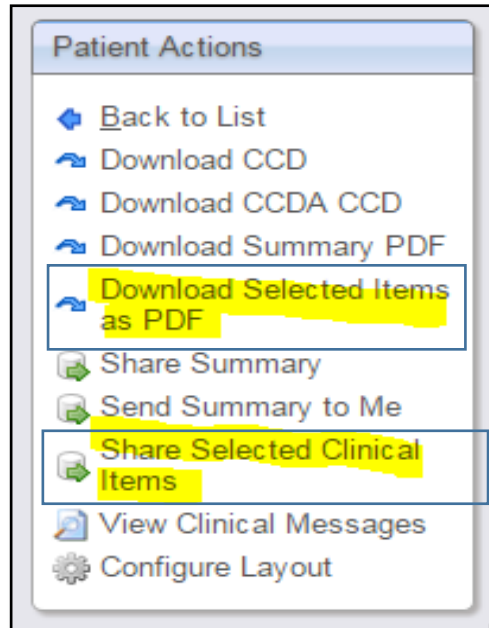 Patient Actions
Back to List
Download CCD
Download CCDA CCD
Download Summary PDF
Download Selected Items
as PDF
Share Summary
Send Summary to Me
Share Selected Clinical
Items
View Clinical Messages
Configure Layout